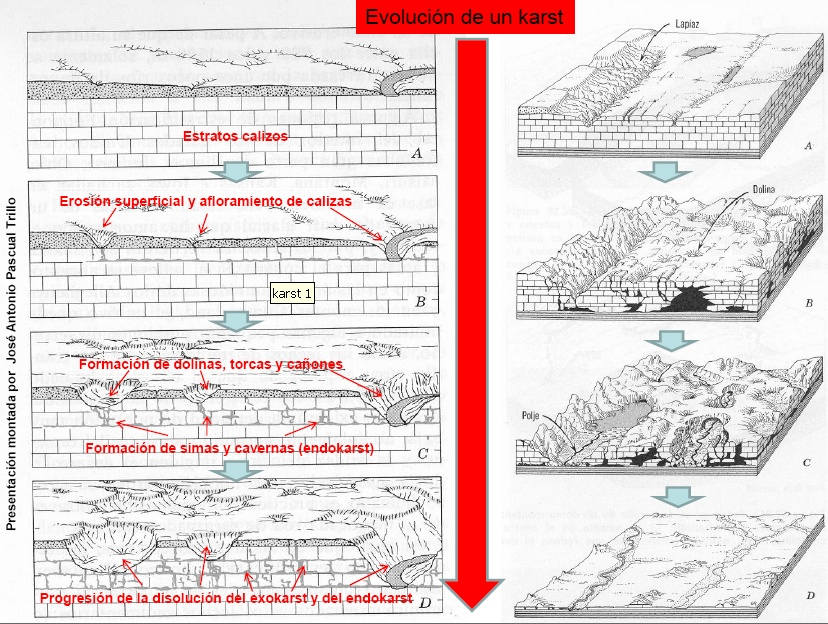 Evolución de un karst
Estratos calizos
A
Erosión superficial y afloramiento de calizas
karst 1
B
Formación de dolinas, torcas y cañones
Formación de simas y cavernas (endokarst)
C
Progresión de la disolución del exokarst y del endokarst
D
Lapiaz
A
Dolina
B
Polje
C
D
Presentación montada por José Antonio Pascual Trillo